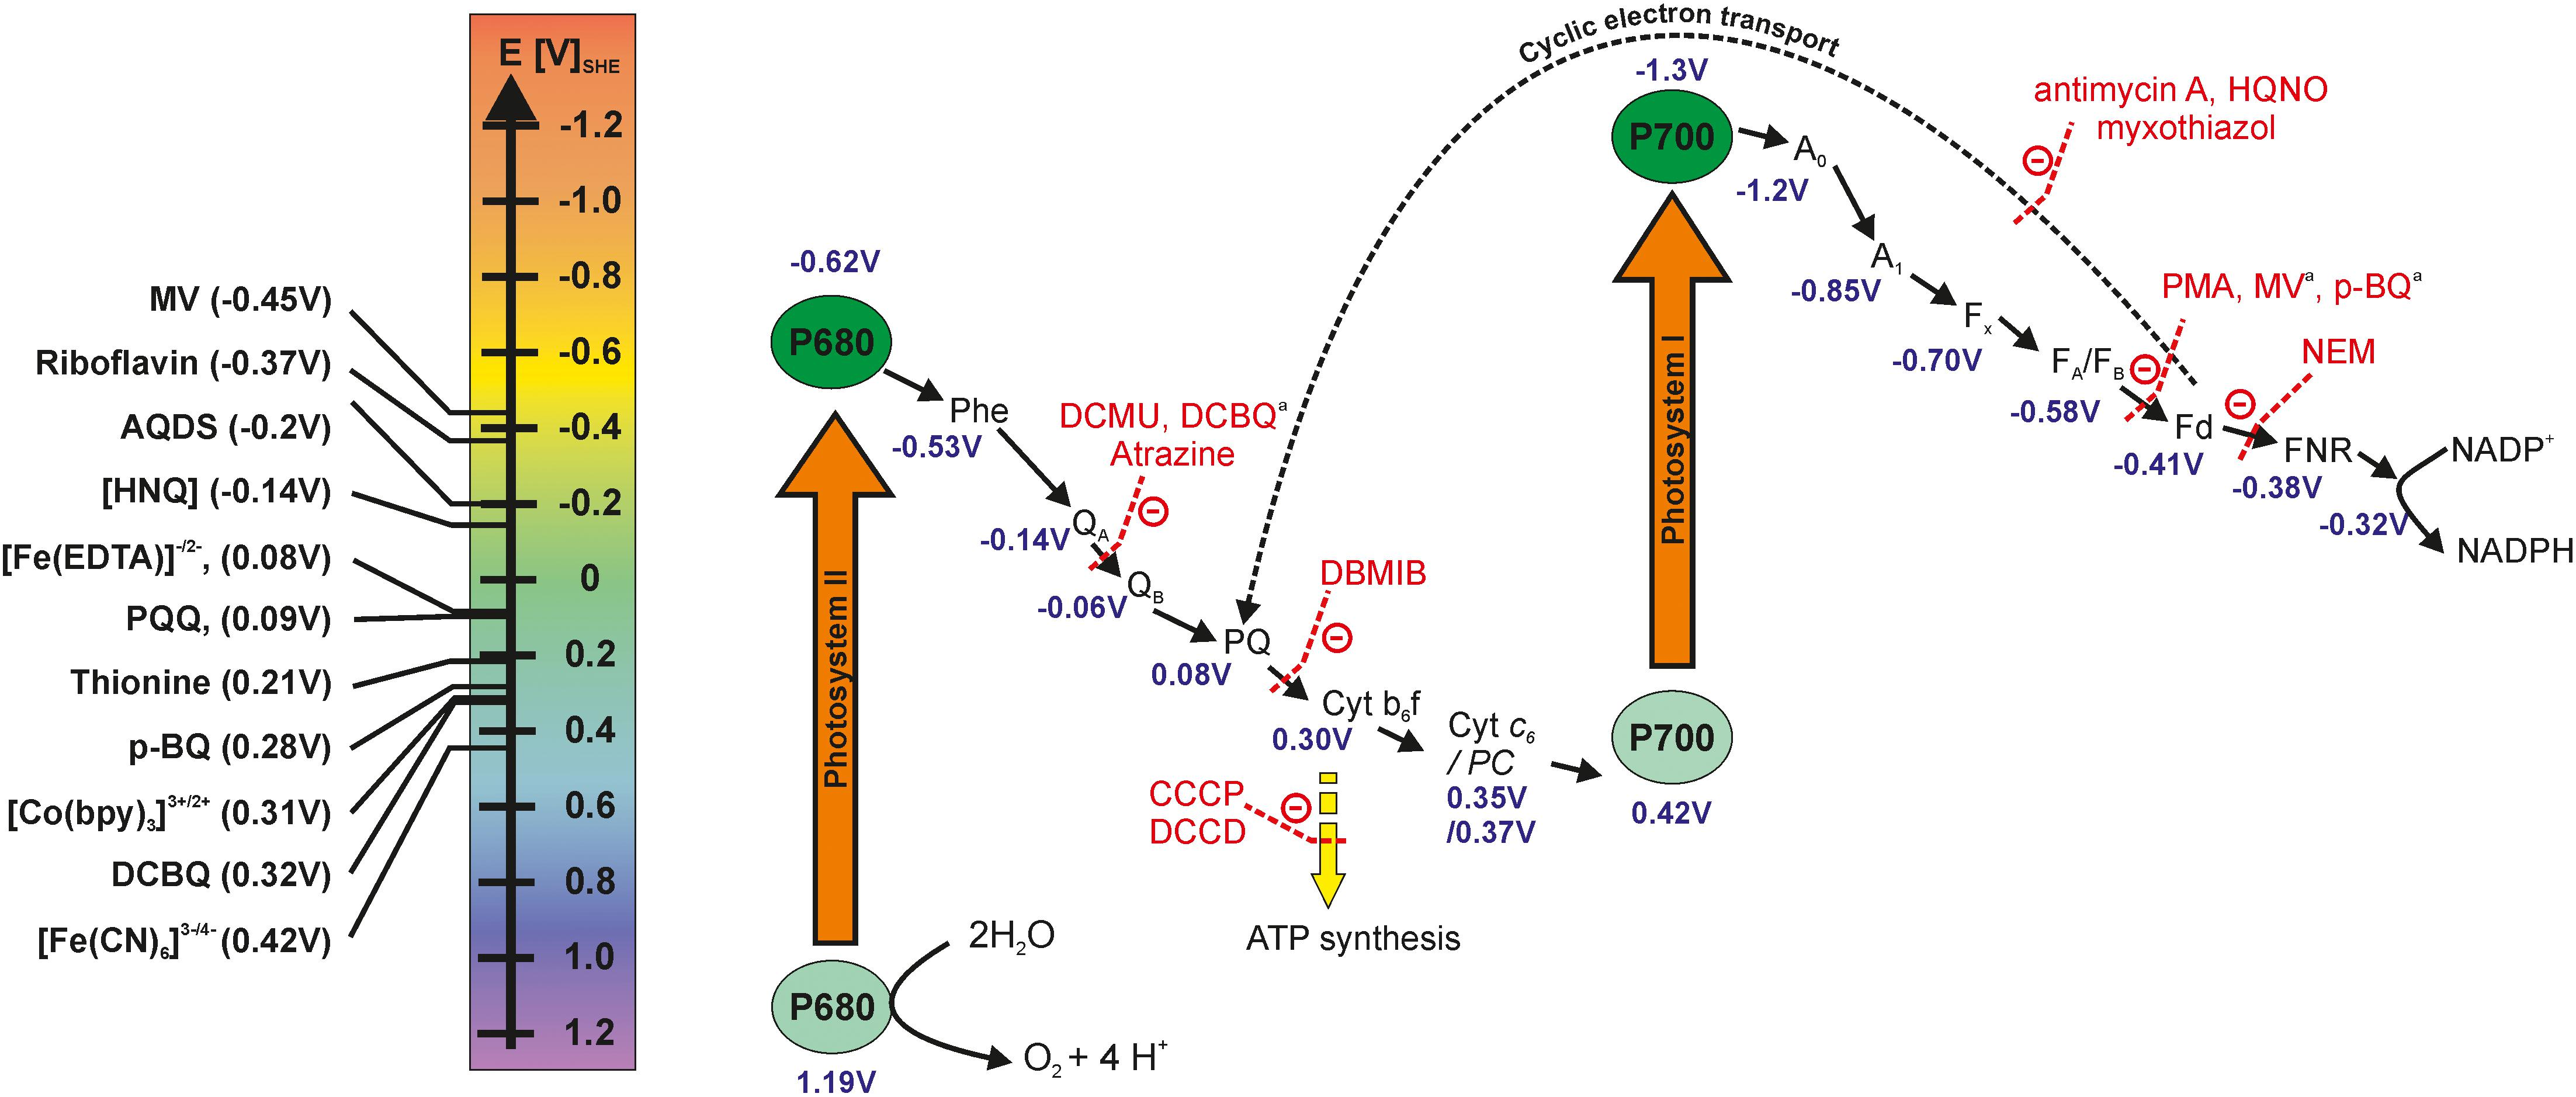 E [V]SHE
-1.2
-1.0
-0.8
-0.6
-0.4
-0.2
0
0.2
0.4
0.6
0.8
1.0
1.2
MV (-0.45V)
Riboflavin (-0.37V)
AQDS (-0.2V)
[HNQ] (-0.14V)
[Fe(EDTA)]-/2-, (0.08V)
PQQ, (0.09V)
Thionine (0.21V)
p-BQ (0.28V)
[Co(bpy)3]3+/2+ (0.31V)
DCBQ (0.32V)
[Fe(CN)6]3-/4- (0.42V)
-0.62V
P680
Photosystem II
P680
1.19V
2H2O
O2 + 4 H+
Phe
-0.53V
DCMU, DCBQa
Atrazine
QA
-0.14V
QB
-0.06V
PQ
0.08V
DBMIB
Cyt b6f
0.30V
CCCP
DCCD
ATP synthesis
Cyt c6
/ PC
0.35V
/0.37V
Cyclic electron transport
-1.3V
P700
Photosystem I
P700
0.42V
A0
-1.2V
A1
-0.85V
Fx
-0.70V
FA/FB
-0.58V
antimycin A, HQNO
myxothiazol
PMA, MVa, p-BQa
NEM
Fd
-0.41V
FNR
-0.38V
NADP+
-0.32V
NADPH